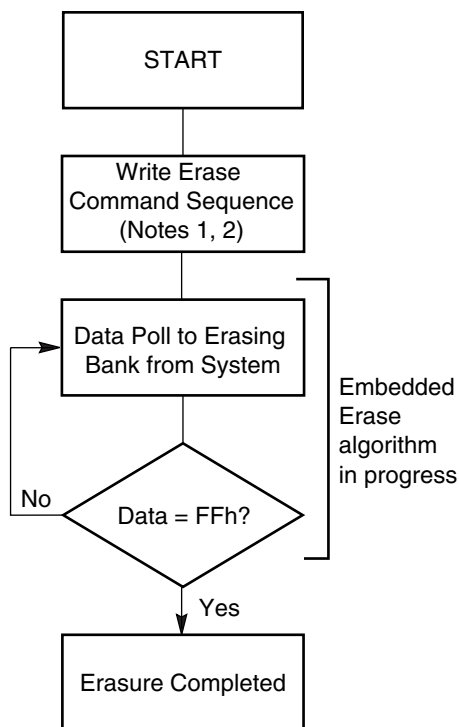 START
Write Erase
Command Sequence
(Notes 1, 2)
Data Poll to Erasing
Bank from System
Embedded
Erase
algorithm
in progress
No
Data = FFh?
Yes
Erasure Completed